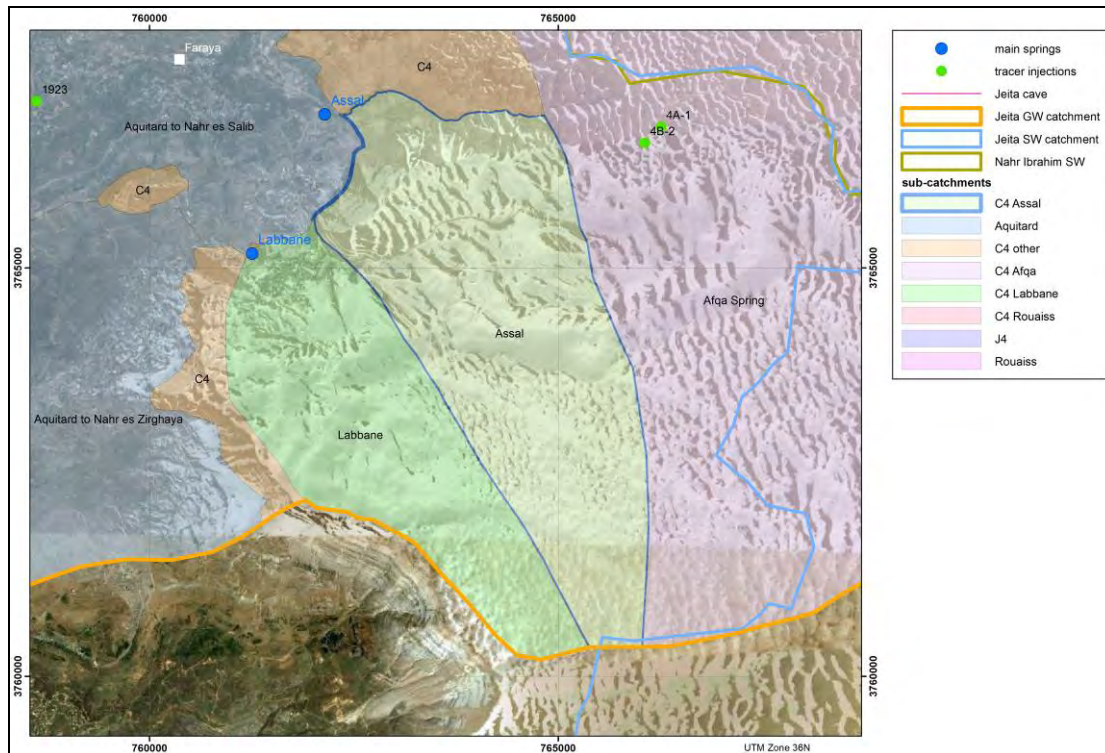 760000
765000
Faraya
C4
1923
Assal
4A-1
4B-2
Aquitard to Nahr es Salib
C4
Labbane
3765000
3765000
Afqa Spring
Assal
C4
Aquitard to Nahr es Zirghaya
Labbane
3760000
3760000
760000
765000
UTM Zone 36N
main springs
tracer injections
Jeita cave
Jeita GW catchment
Jeita SW catchment
Nahr Ibrahim SW
sub-catchments
C4 Assal
Aquitard
C4 other
C4 Afqa
C4 Labbane
C4 Rouaiss
J4
Rouaiss